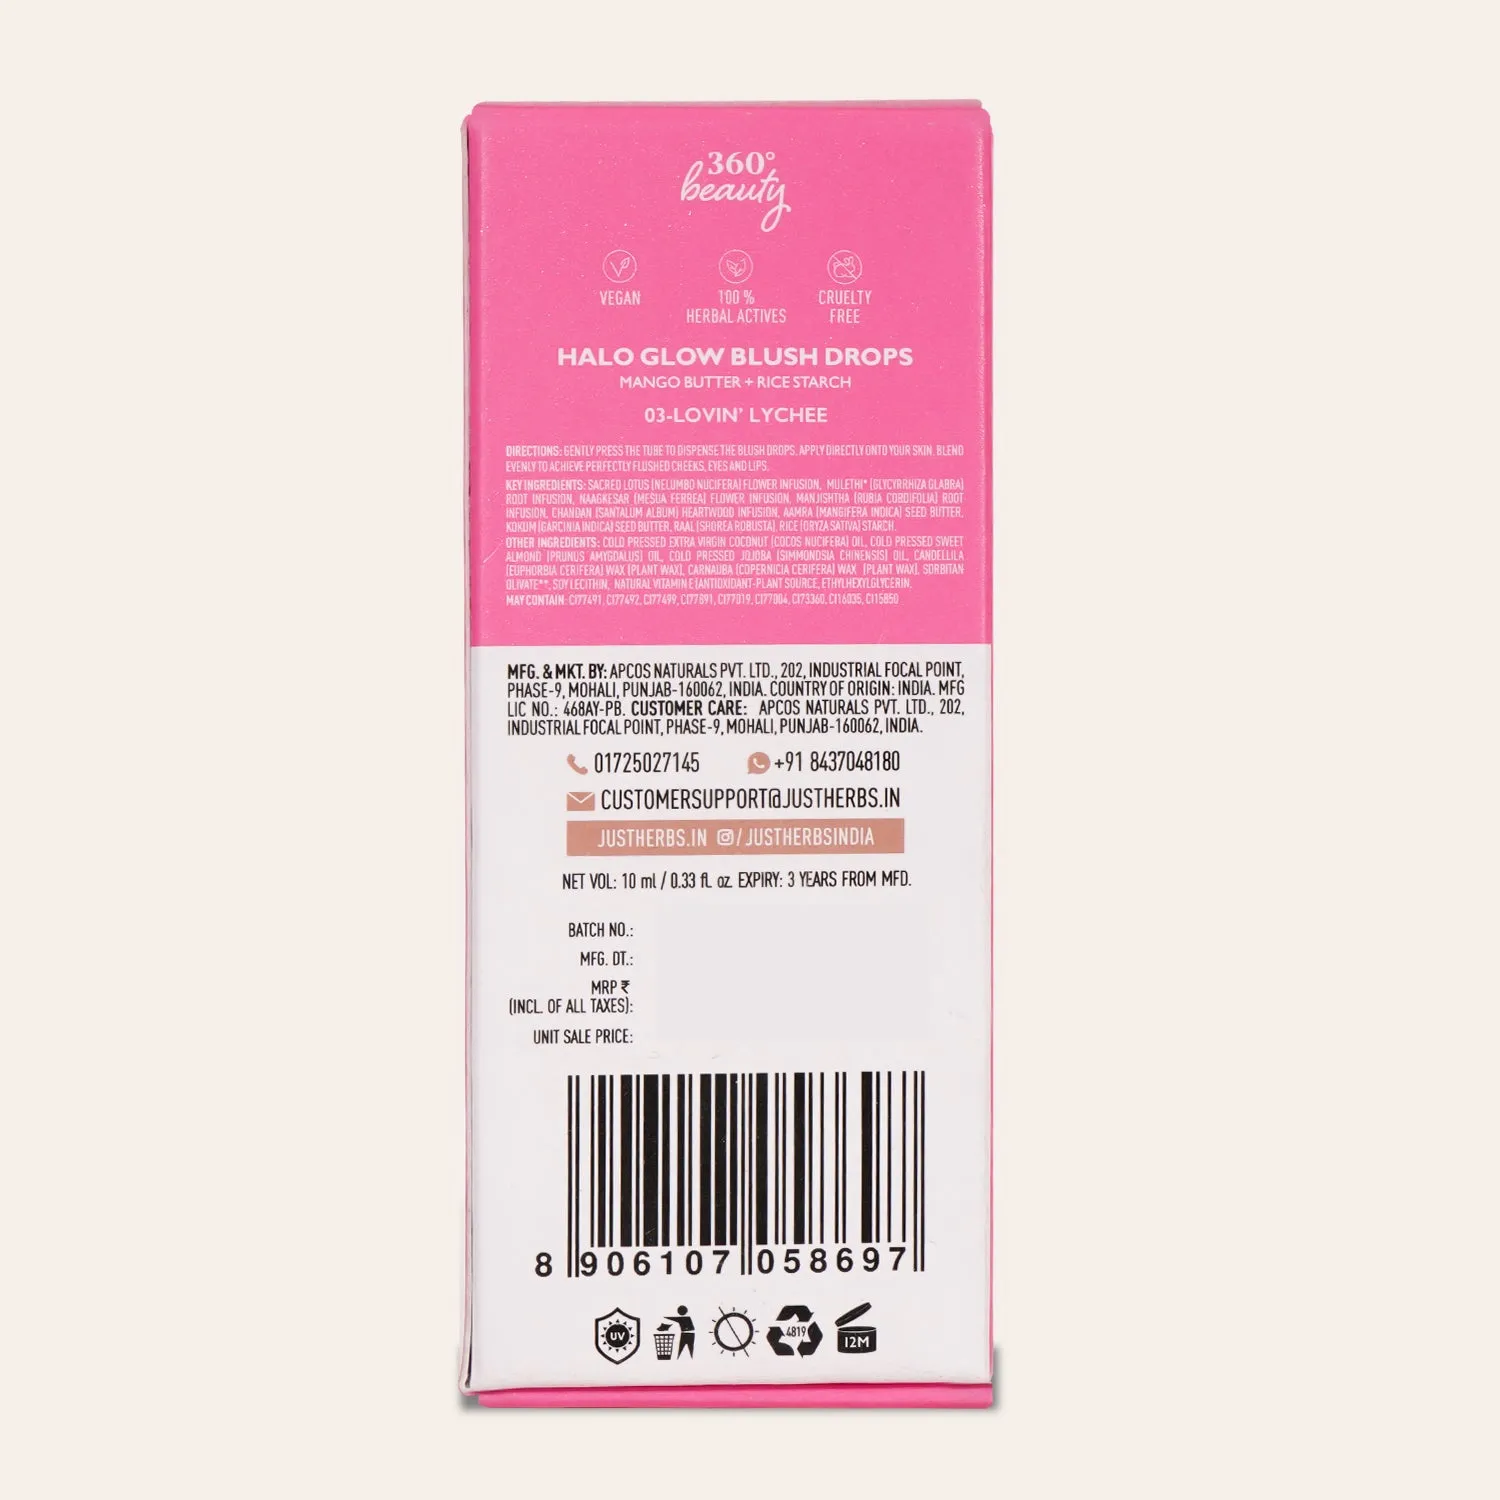 360°
beauty
VEGAN
100 %
HERBAL ACTIVES
CRUELTY
FREE
HALO GLOW BLUSH DROPS
MANGO BUTTER + RICE STARCH
03-LOVIN' LYCHEE
DIRECTIONS: GENTLY PRESS THE TUBE TO DISPENSE THE BLUSH DROPS. APPLY DIRECTLY ONTO YOUR SKIN. BLEND
EVENLY TO ACHIEVE PERFECTLY FLUSHED CHEEKS, EYES AND LIPS.
KEY INGREDIENTS: SACRED LOTUS (NELUMBO NUCIFERA) FLOWER INFUSION, MULETHI* (GLYCYRRHIZA GLABRA)
ROOT INFUSION, NAAGKESAR (MESUA FERREA) FLOWER INFUSION, MANJISHTHA (RUBIA CORDIFOLIA) ROOT
INFUSION, CHANDAN (SANTALUM ALBUM) HEARTWOOD INFUSION, AAMRA (MANGIFERA INDICA) SEED BUTTER,
KOKUM (GARCINIA INDICA) SEED BUTTER, RAAL (SHOREA ROBUSTA), RICE (ORYZA SATIVA) STARCH.
OTHER INGREDIENTS: COLD PRESSED EXTRA VIRGIN COCONUT (COCOS NUCIFEBA) OIL, COLD PRESSED SWEET
ALMOND (PRUNUS AMYGDALUS) OIL, COLD PRESSED JOJOBA (SIMMONDSIA CHINENSIS) OIL, CANDELLILA
(EUPHORBIA CERIFERA) WAX (PLANT WAX), CARNAUBA (COPERNICIA CERIFERA) WAX (PLANT WAX), SORBITAN
OLIVATE**, SOY LECITHIN, NATURAL VITAMIN E (ANTIOXIDANT-PLANT SOURCE, ETHYLHEXYLGLYCERIN.
MAY CONTAIN: CI77491, CI77492, CI77499, CI77891, CI77019, CI77004, CI73360, CI16035, CI15850
MFG. & MKT. BY: APCOS NATURALS PVT. LTD., 202, INDUSTRIAL FOCAL POINT,
PHASE-9, MOHALI, PUNJAB-160062, INDIA. COUNTRY OF ORIGIN: INDIA. MFG
LIC NO.: 468AY-PB. CUSTOMER CARE: APCOS NATURALS PVT. LTD., 202,
INDUSTRIAL FOCAL POINT, PHASE-9, MOHALI, PUNJAB-160062, INDIA.
01725027145 +91 8437048180
CUSTOMERSUPPORT@JUSTHERBS.IN
JUSTHERBS.IN /JUSTHERBSINDIA
NET VOL: 10 ml / 0.33 fl. oz. EXPIRY: 3 YEARS FROM MFD.
BATCH NO.:
MFG. DT.:
MRP ₹
(INCL. OF ALL TAXES):
UNIT SALE PRICE:
8 906107 058697
UV
4819
12M